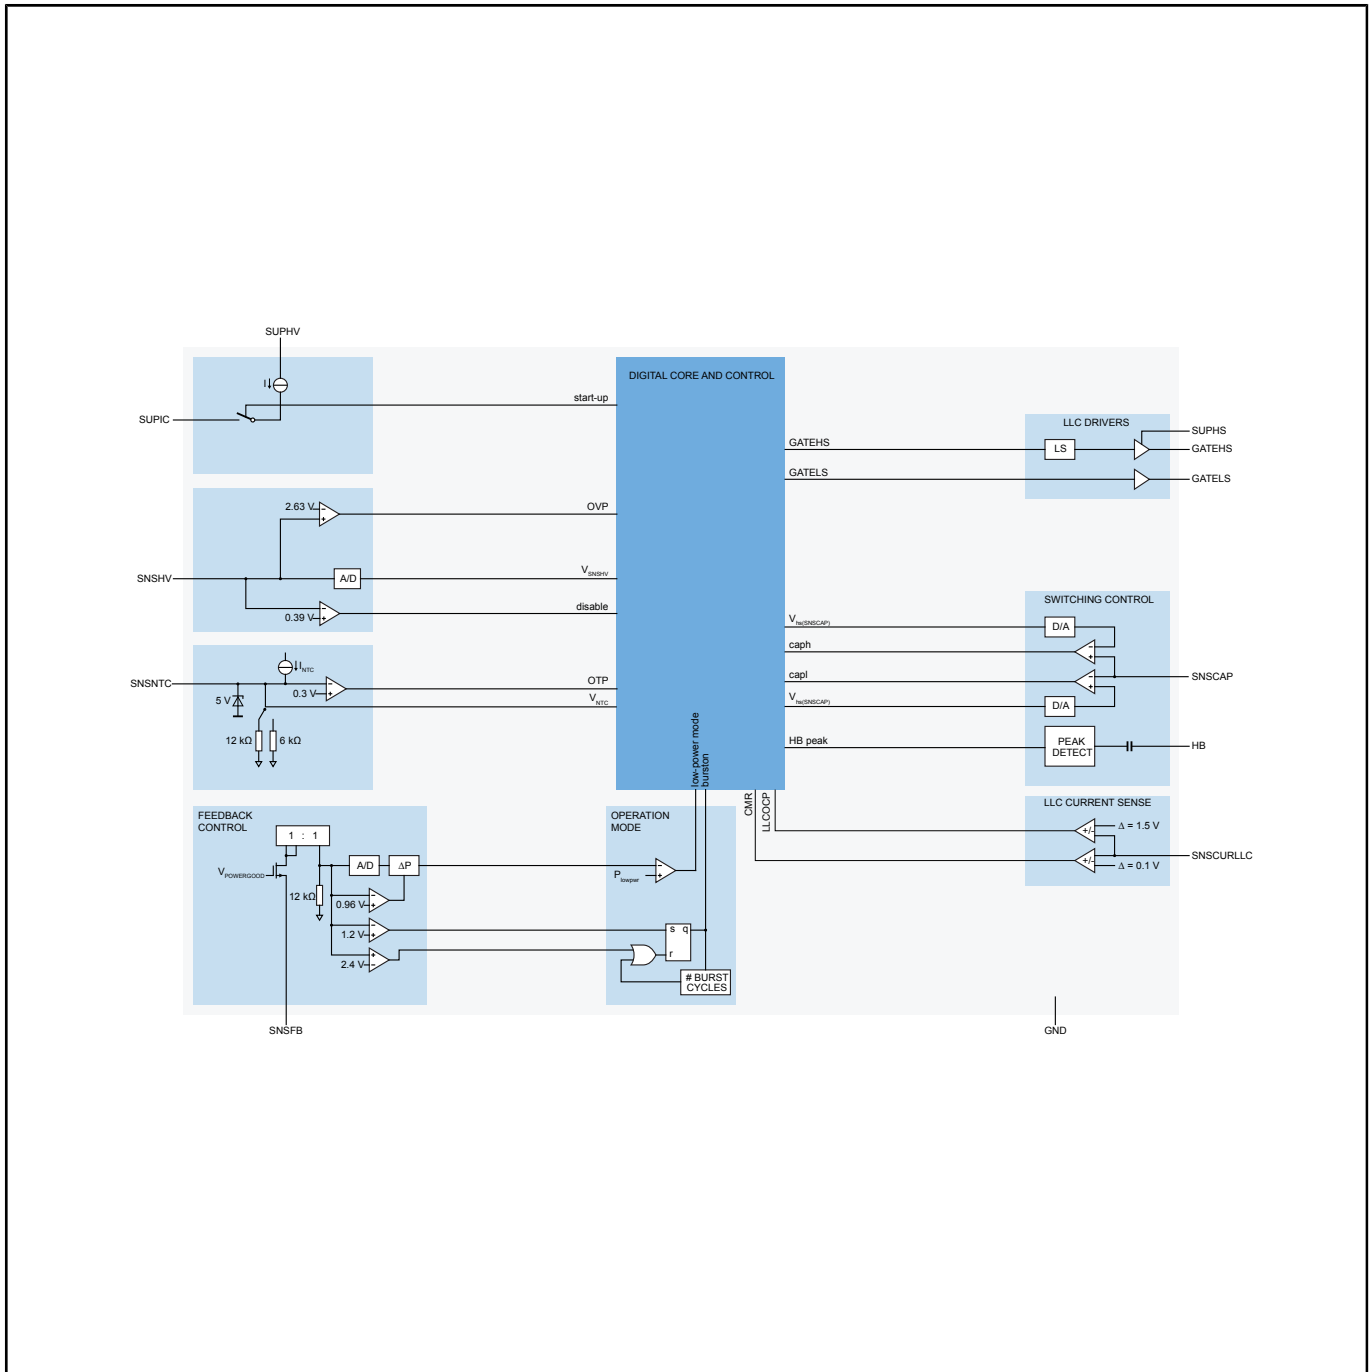 SUPHV
I
SUPIC
start-up
DIGITAL CORE AND CONTROL
GATEHS
GATELS
LLC DRIVERS
LS
SUPHS
GATEHS
GATELS
2.63 V
OVP
SNSHV
A/D
VSNSHV
0.39 V
disable
SWITCHING CONTROL
Vhs(SNSCAP)
D/A
caph
capl
SNSCAP
Vhs(SNSCAP)
D/A
HB peak
PEAK
DETECT
HB
INTC
SNSNTC
0.3 V
OTP
5 V
VNTC
12 kΩ
6 kΩ
low-power mode
burston
CMR
LLCOCP
FEEDBACK
CONTROL
1 : 1
VPOWERGOOD
A/D
ΔP
12 kΩ
0.96 V
1.2 V
2.4 V
SNSFB
OPERATION
MODE
Plowpwr
s q
r
# BURST
CYCLES
LLC CURRENT SENSE
+/-
Δ = 1.5 V
SNSCURLLC
+/-
Δ = 0.1 V
GND